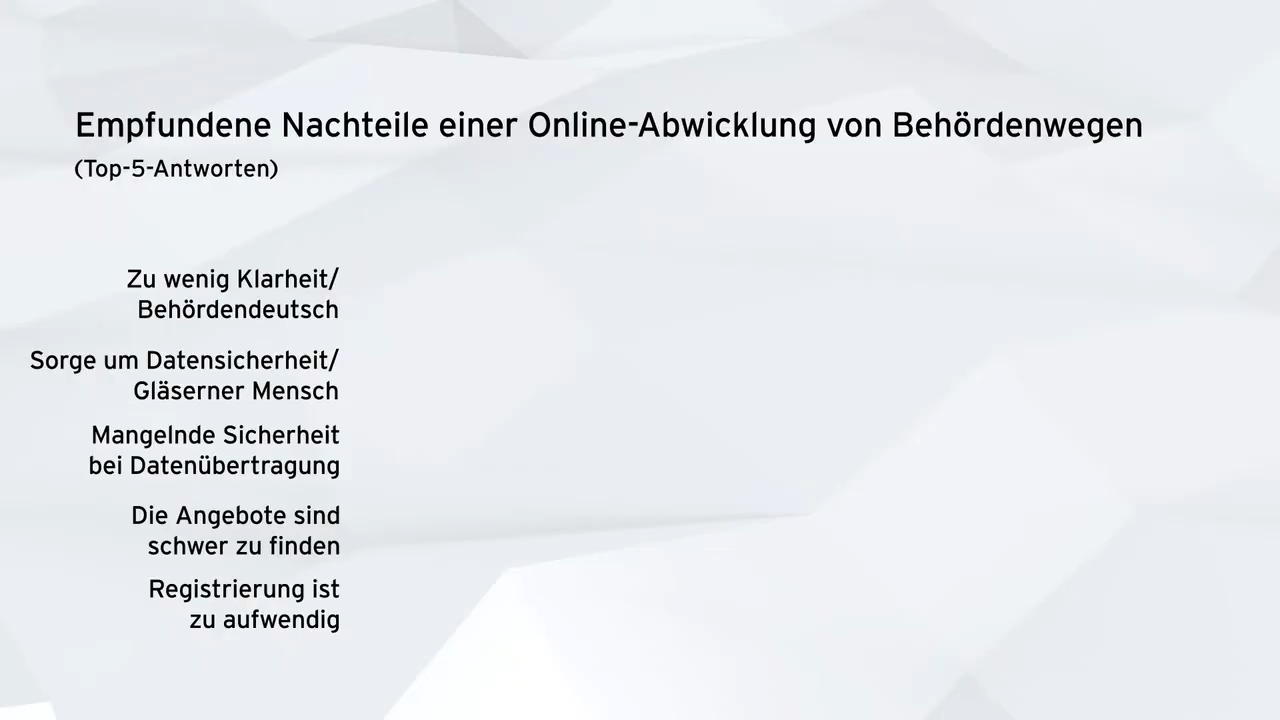 Empfundene Nachteile einer Online-Abwicklung von Behördenwegen
(Top-5-Antworten)
Zu wenig Klarheit/
Behördendeutsch
Sorge um Datensicherheit/
Gläserner Mensch
Mangelnde Sicherheit
bei Datenübertragung
Die Angebote sind
schwer zu finden
Registrierung ist
zu aufwendig